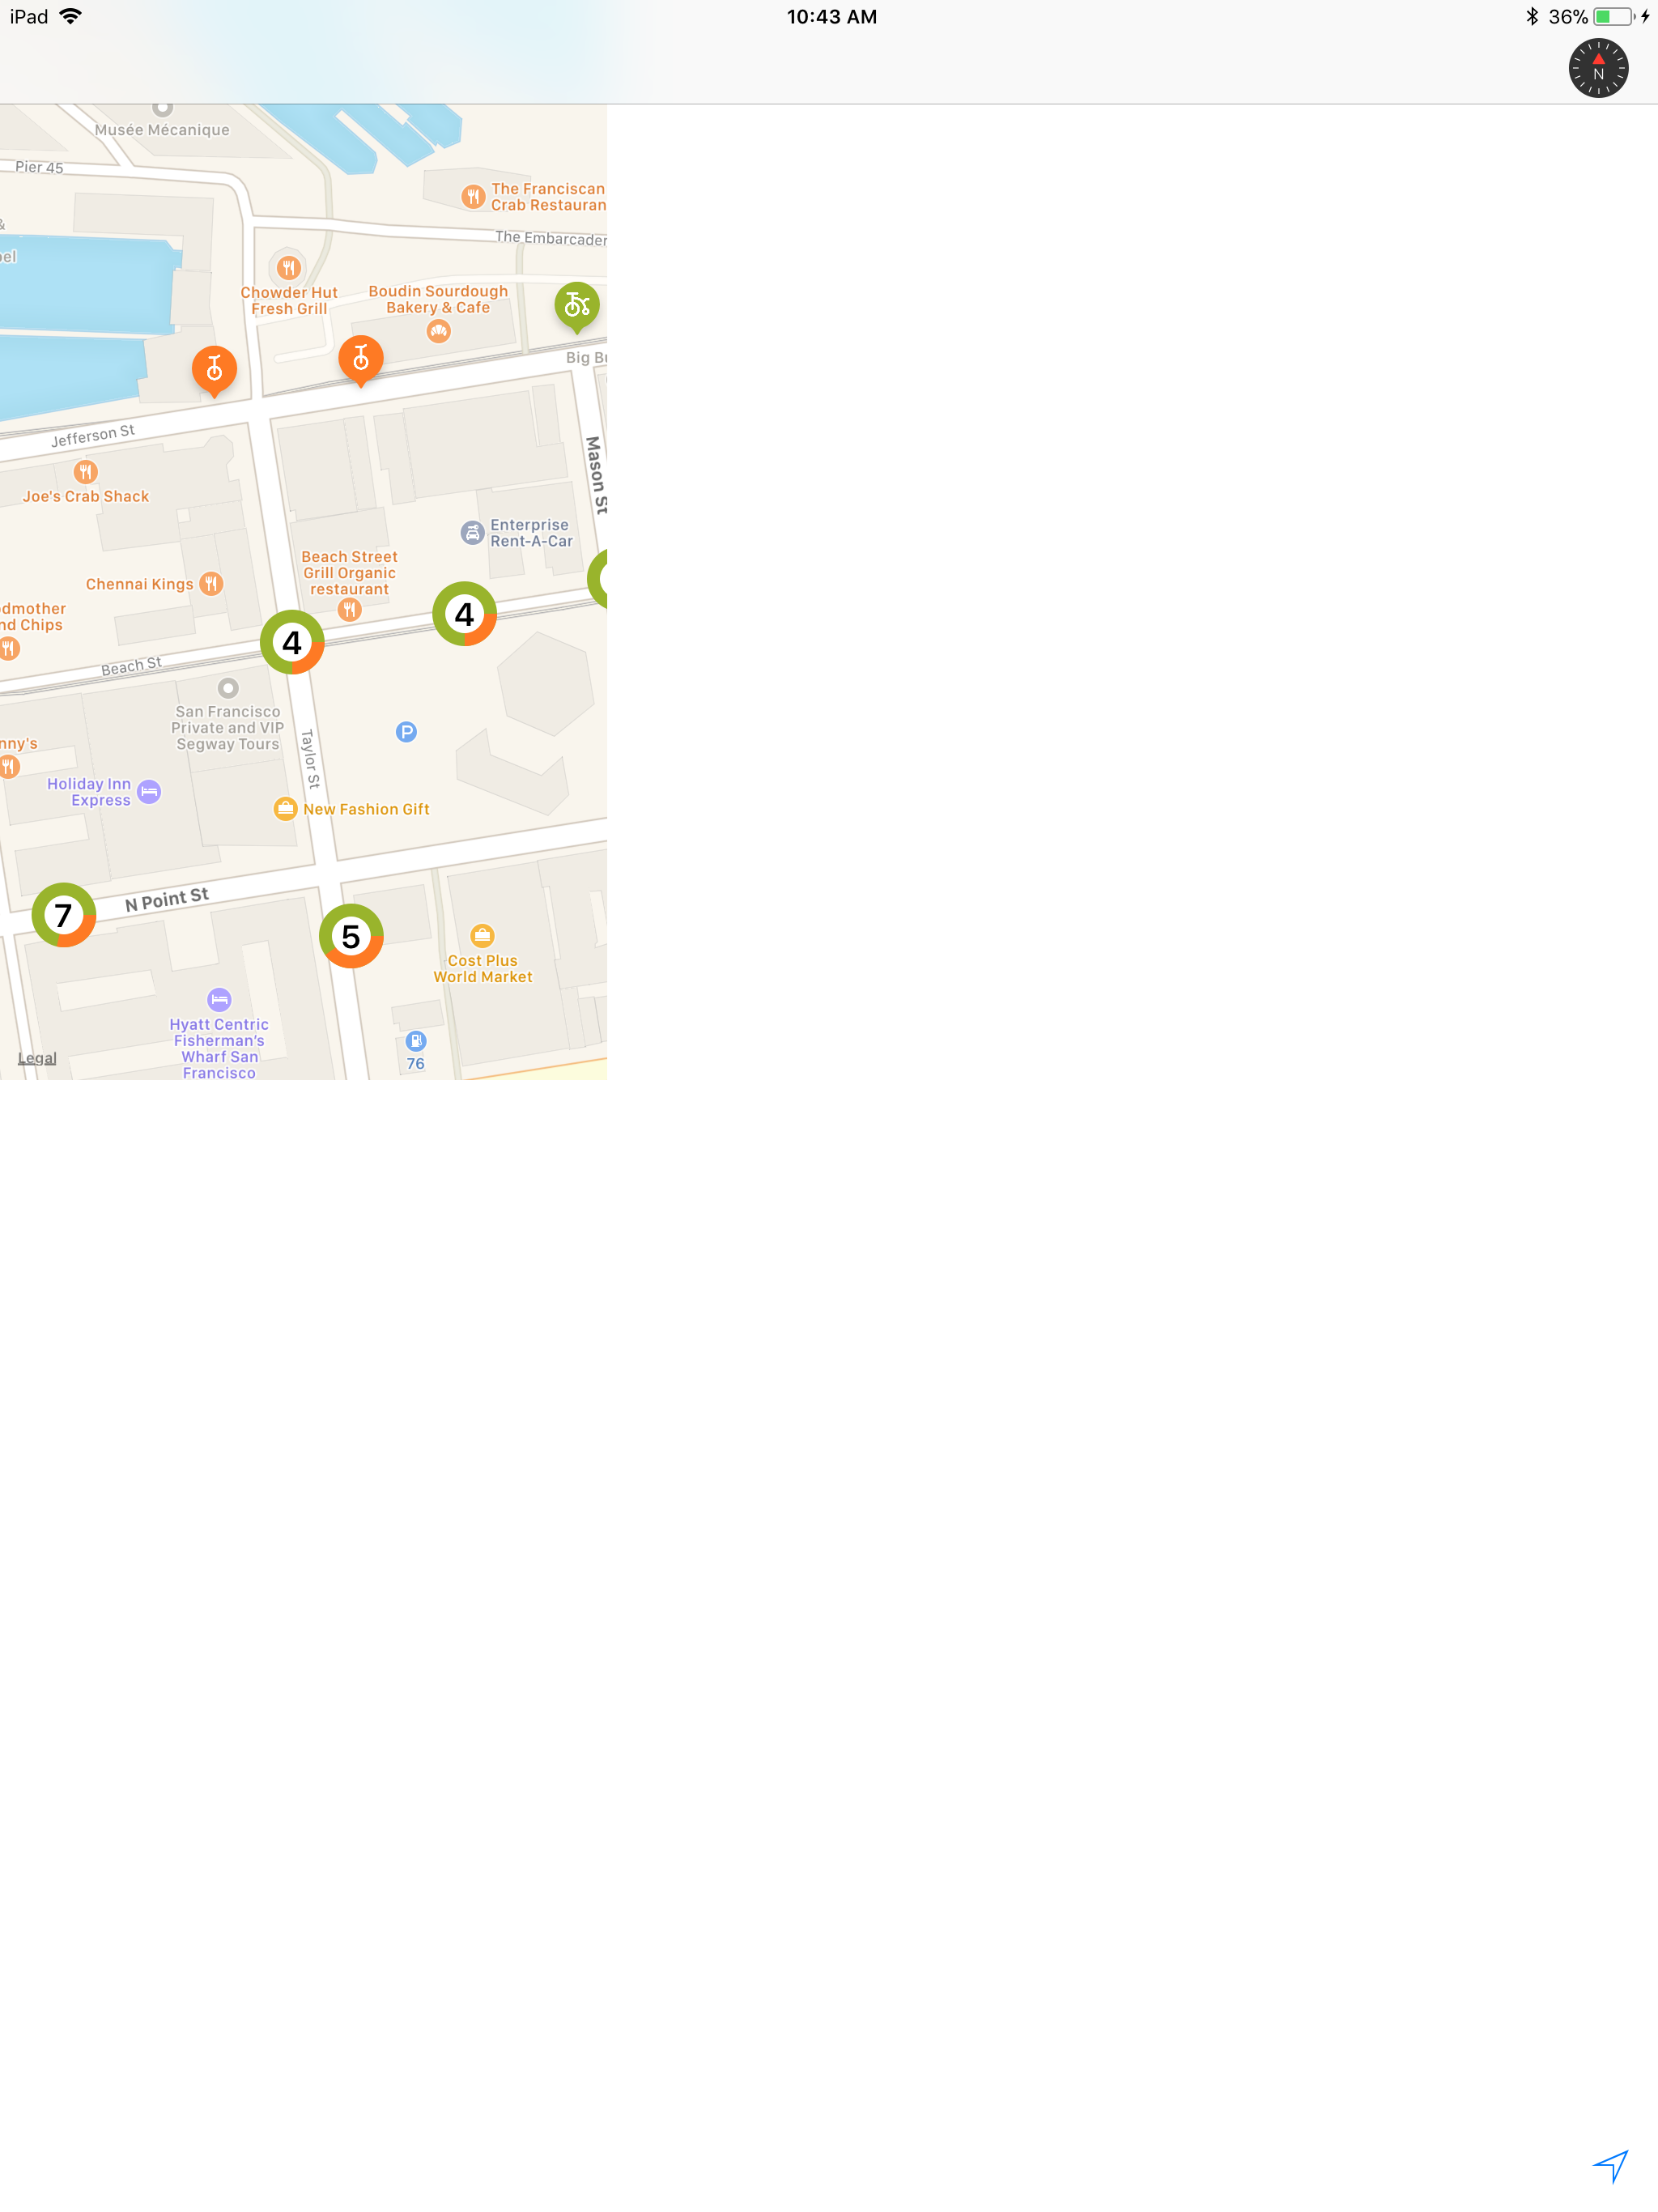 iPad
10:43 AM
36%
N
Musée Mécanique
Pier 45
The Franciscan
Crab Restauran
&
The Embarcader
el
Chowder Hut
Fresh Grill
Boudin Sourdough
Bakery & Cafe
Big B
Jefferson St
Mason St
Joe's Crab Shack
Enterprise
Rent-A-Car
Beach Street
Grill Organic
restaurant
Chennai Kings
dmother
nd Chips
4
4
Beach St
San Francisco
Private and VIP
Segway Tours
P
Taylor St
nny's
Holiday Inn
Express
New Fashion Gift
7
N Point St
5
Cost Plus
World Market
Hyatt Centric
Fisherman's
Wharf San
Francisco
76
Legal